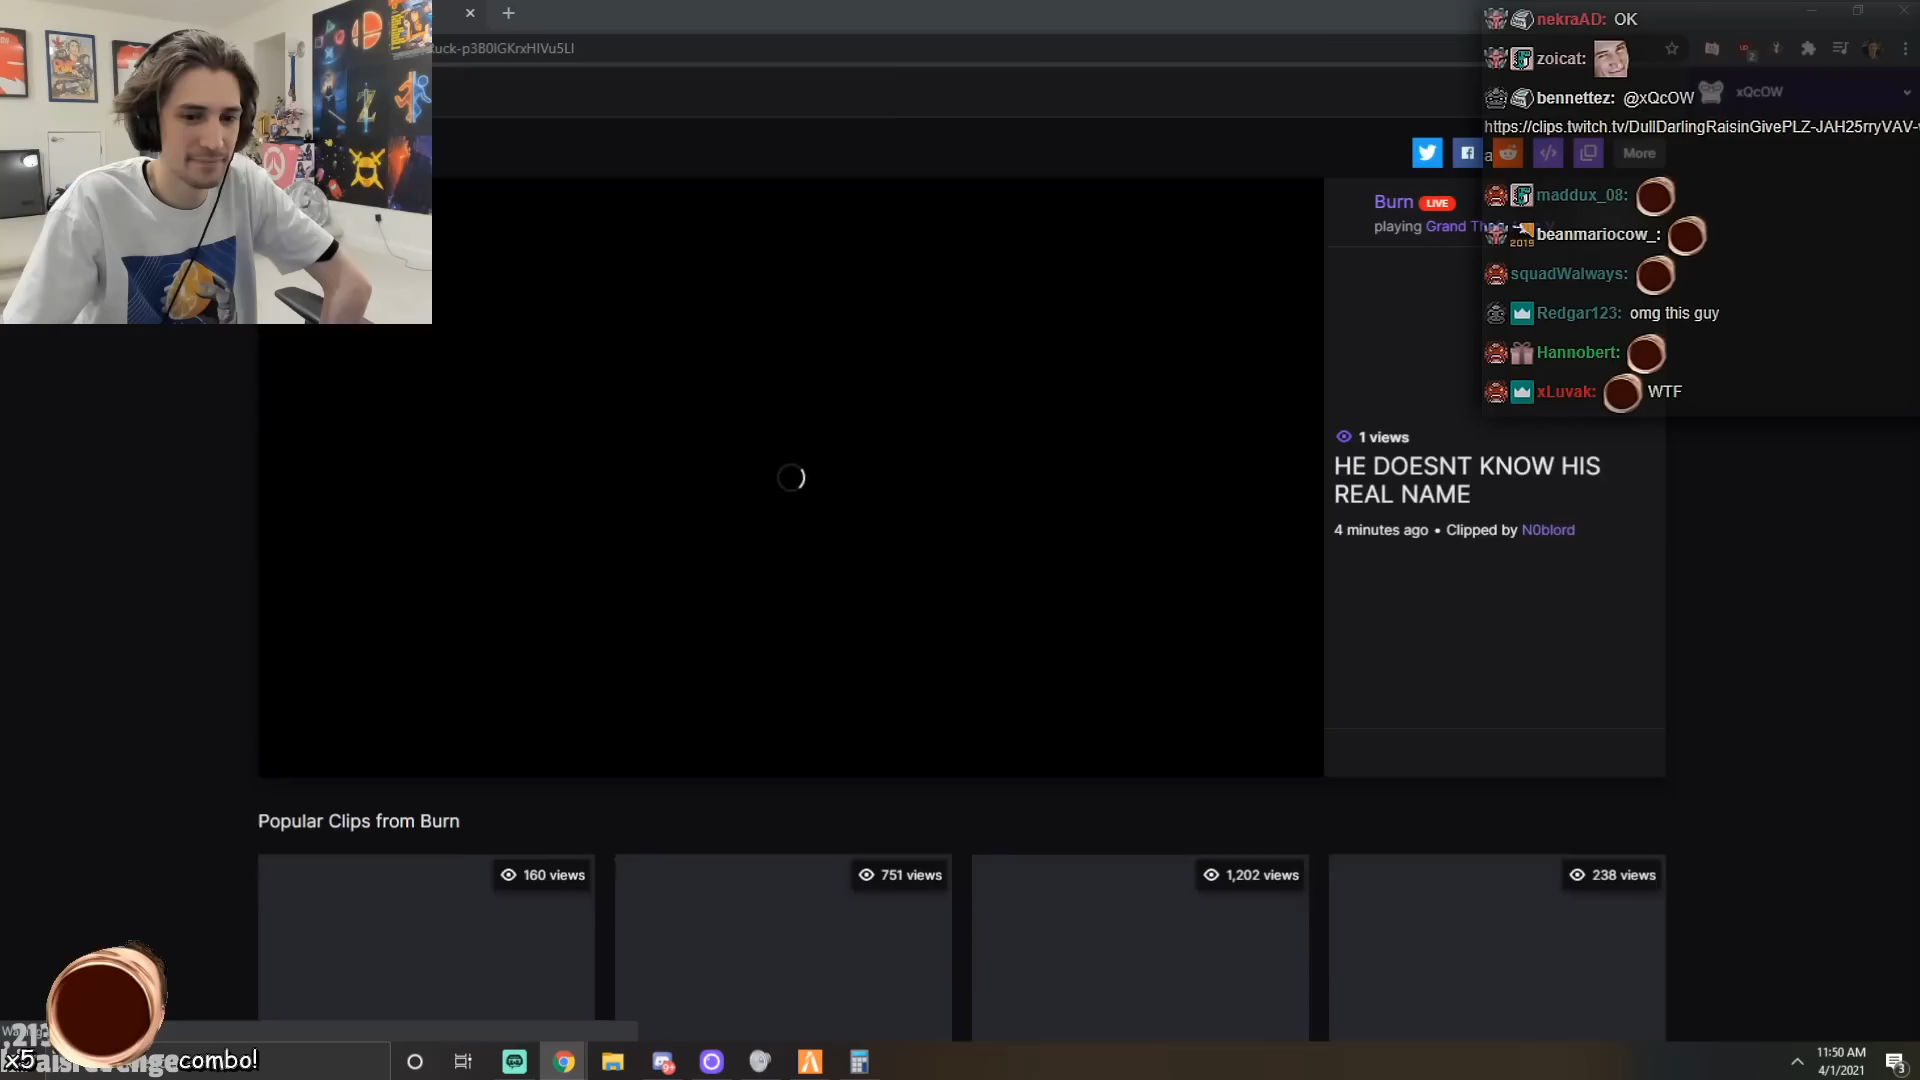 ruck-p3B0IGKrxHIVu5LI
nekraAD: OK
zoicat:
bennettez: @xQcOW
xQcOW
https://clips.twitch.tv/DullDarlingRaisinGivePLZ-JAH25rryVAV-
More
maddux_08:
Burn LIVE
playing Grand
2019 beanmariocow_:
squadWalways:
Redgar123: omg this guy
Hannobert:
xLuvak: WTF
1 views
HE DOESNT KNOW HIS
REAL NAME
4 minutes ago • Clipped by N0blord
Popular Clips from Burn
160 views
751 views
1,202 views
238 views
x5
combo!
11:50 AM
4/1/2021
3